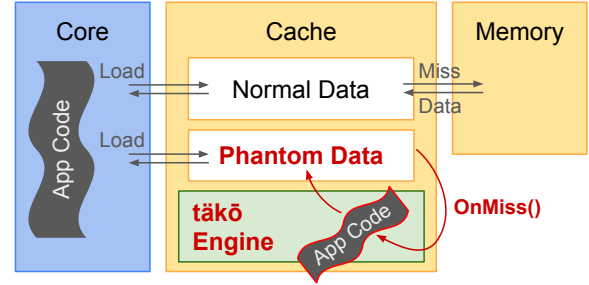 Core
Cache
Memory
App Code
Load
Normal Data
Miss
Data
Load
Phantom Data
täkō
Engine
App Code
OnMiss()